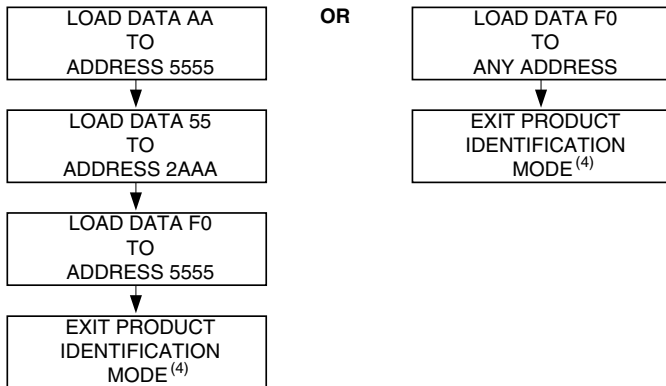 LOAD DATA AA
TO
ADDRESS 5555
LOAD DATA 55
TO
ADDRESS 2AAA
LOAD DATA F0
TO
ADDRESS 5555
EXIT PRODUCT
IDENTIFICATION
MODE(4)
OR
LOAD DATA F0
TO
ANY ADDRESS
EXIT PRODUCT
IDENTIFICATION
MODE(4)